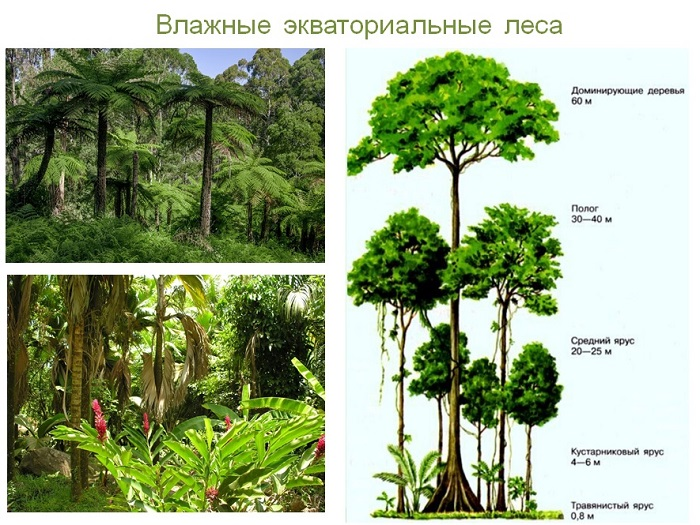 Влажные экваториальные леса
Доминирующие деревья
60 м
Полог
30—40 м
Средний ярус
20—25 м
Кустарниковый ярус
4—6 м
Травянистый ярус
0,8 м